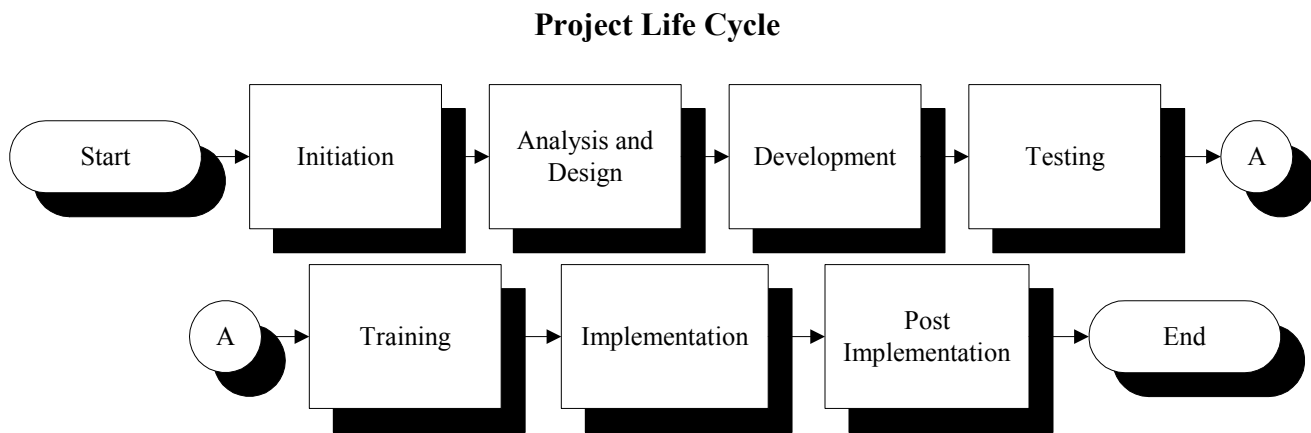 Project Life Cycle
Start
Initiation
Analysis and
Design
Development
Testing
A
A
Training
Implementation
Post
Implementation
End